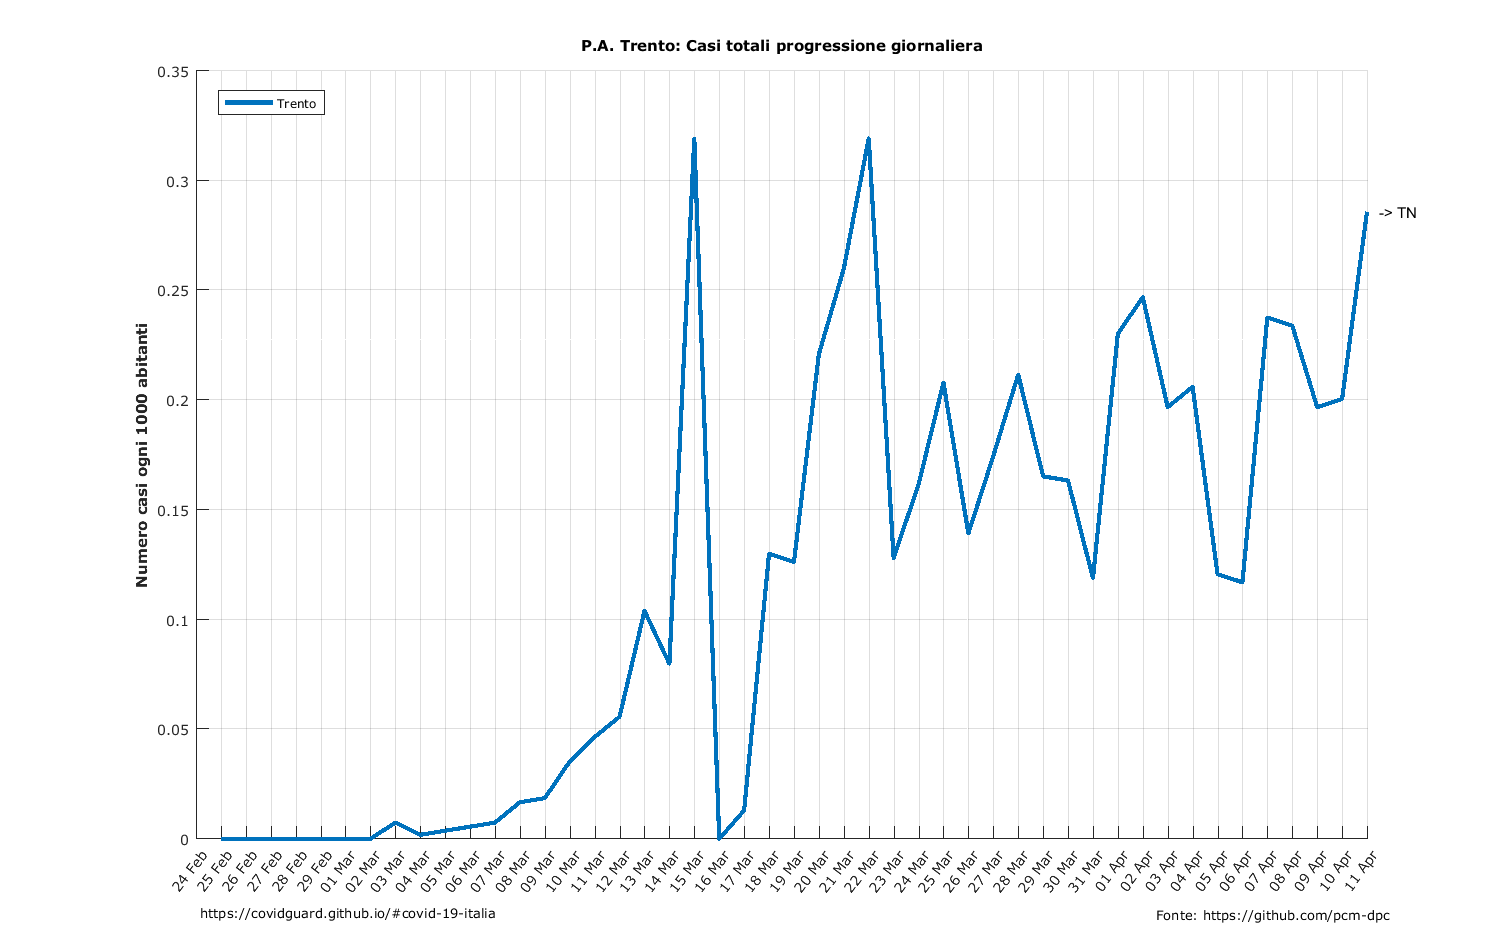 P.A. Trento: Casi totali progressione giornaliera
Trento
0.35
0.3
0.25
0.2
0.15
0.1
0.05
0
Numero casi ogni 1000 abitanti
-> TN
24 Feb
25 Feb
26 Feb
27 Feb
28 Feb
29 Feb
01 Mar
02 Mar
03 Mar
04 Mar
05 Mar
06 Mar
07 Mar
08 Mar
09 Mar
10 Mar
11 Mar
12 Mar
13 Mar
14 Mar
15 Mar
16 Mar
17 Mar
18 Mar
19 Mar
20 Mar
21 Mar
22 Mar
23 Mar
24 Mar
25 Mar
26 Mar
27 Mar
28 Mar
29 Mar
30 Mar
31 Mar
01 Apr
02 Apr
03 Apr
04 Apr
05 Apr
06 Apr
07 Apr
08 Apr
09 Apr
10 Apr
11 Apr
https://covidguard.github.io/#covid-19-italia
Fonte: https://github.com/pcm-dpc